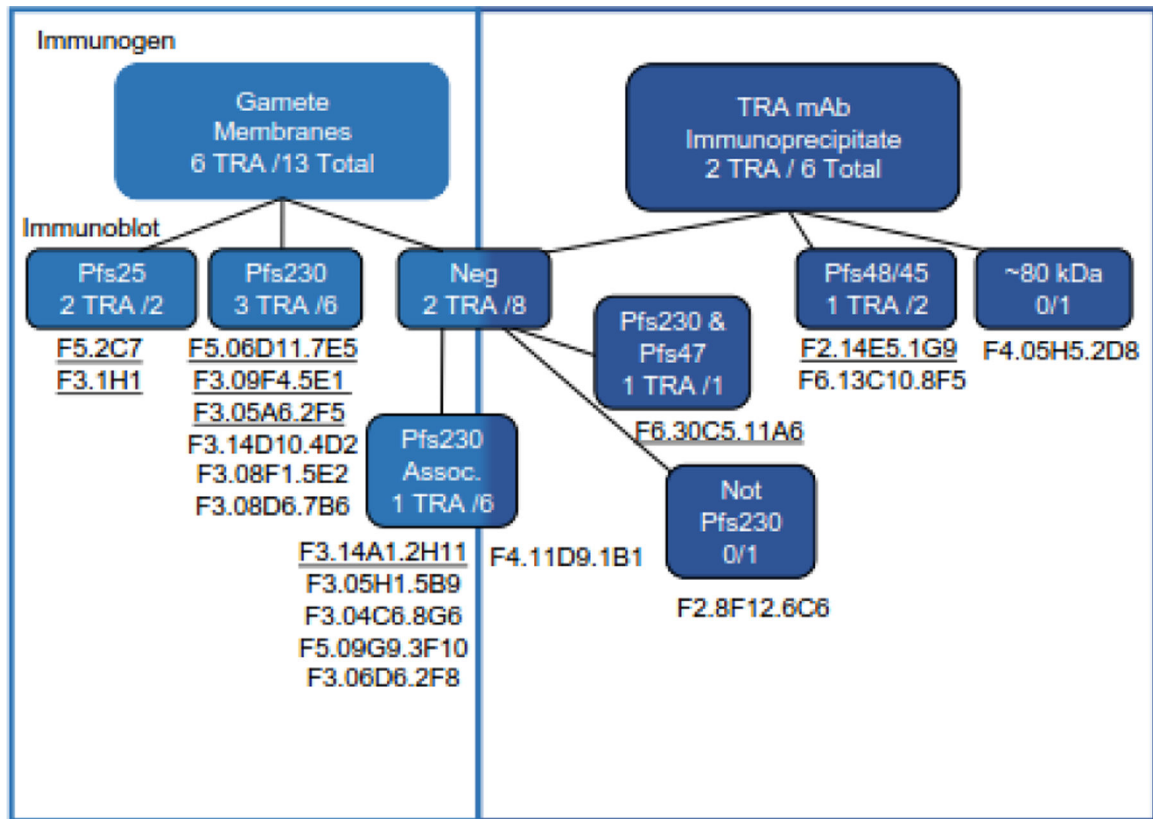 Immunogen
Gamete
Membranes
6 TRA /13 Total
TRA mAb
Immunoprecipitate
2 TRA / 6 Total
Immunoblot
Pfs25
2 TRA /2
Pfs230
3 TRA /6
Neg
2 TRA /8
Pfs48/45
1 TRA /2
~80 kDa
0/1
Pfs230 &
Pfs47
1 TRA /1
F5.2C7
F3.1H1
F5.06D11.7E5
F3.09F4.5E1
F3.05A6.2F5
F3.14D10.4D2
F3.08F1.5E2
F3.08D6.7B6
F2.14E5.1G9
F6.13C10.8F5
F4.05H5.2D8
F6.30C5.11A6
Pfs230
Assoc.
1 TRA /6
Not
Pfs230
0/1
F3.14A1.2H11
F3.05H1.5B9
F3.04C6.8G6
F5.09G9.3F10
F3.06D6.2F8
F4.11D9.1B1
F2.8F12.6C6